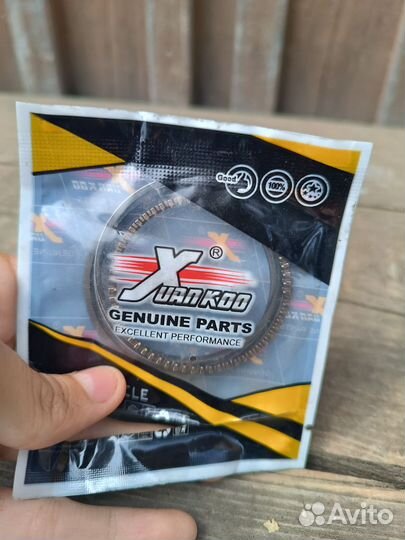 Good
100%
XUANKOO ®
GENUINE PARTS
EXCELLENT PERFORMANCE
Avito